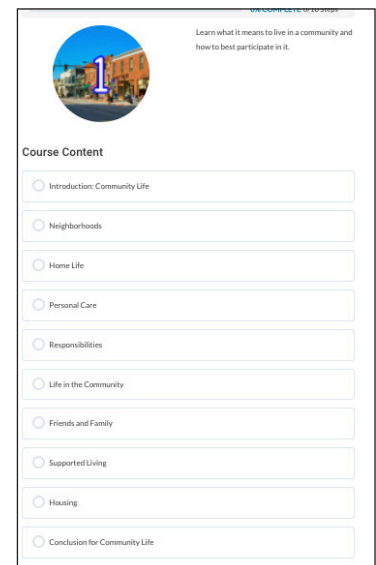 0% COMPLETE 0/10 Steps
Learn what it means to live in a community and
how to best participate in it.
1
Course Content
Introduction: Community Life
Neighborhoods
Home Life
Personal Care
Responsibilities
Life in the Community
Friends and Family
Supported Living
Housing
Conclusion for Community Life